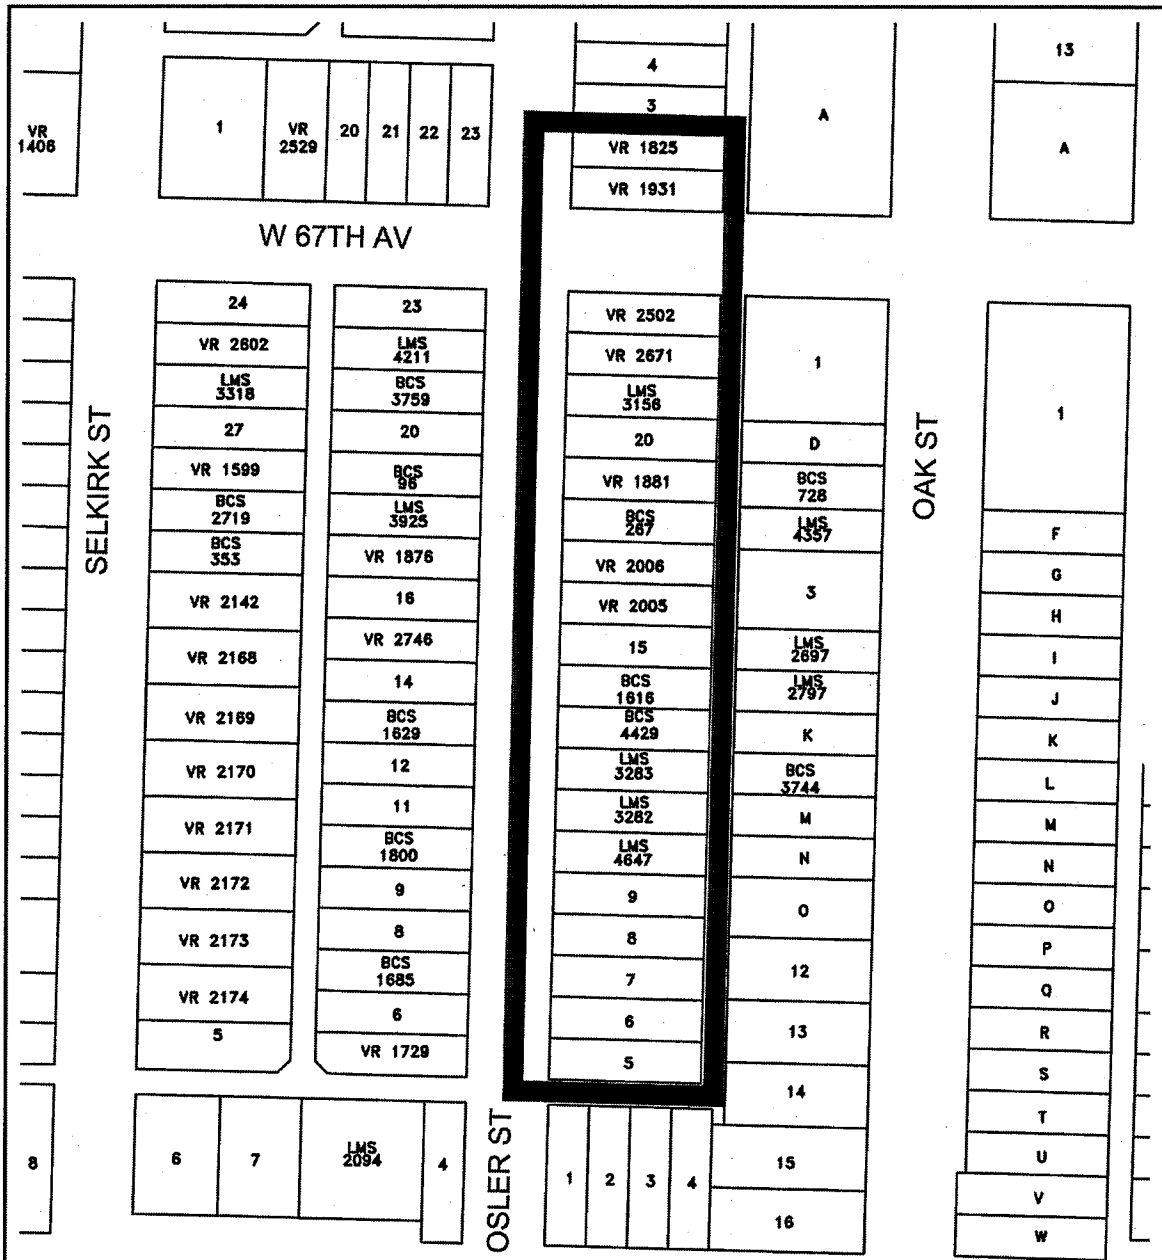 4
13
3
A
A
VR
1406
1
VR
2529
20
21
22
23
VR 1825
VR 1931
W 67TH AV
SELKIRK ST
24
VR 2602
LMS
3318
27
VR 1599
BCS
2719
BCS
353
VR 2142
VR 2168
VR 2169
VR 2170
VR 2171
VR 2172
VR 2173
VR 2174
5
23
LMS
4211
BCS
3759
20
BCS
96
LMS
3925
VR 1876
16
VR 2746
14
BCS
1629
12
11
BCS
1800
9
8
BCS
1685
6
VR 1729
VR 2502
VR 2671
LMS
3156
20
VR 1881
BCS
267
VR 2006
VR 2005
15
BCS
1616
BCS
4429
LMS
3283
LMS
3282
LMS
4647
9
8
7
6
5
1
D
BCS
728
LMS
4357
3
LMS
2697
LMS
2797
K
BCS
3744
M
N
O
12
13
14
15
16
OAK ST
1
F
G
H
I
J
K
L
M
N
O
P
Q
R
S
T
U
V
W
8
6
7
LMS
2094
4
OSLER ST
1
2
3
4